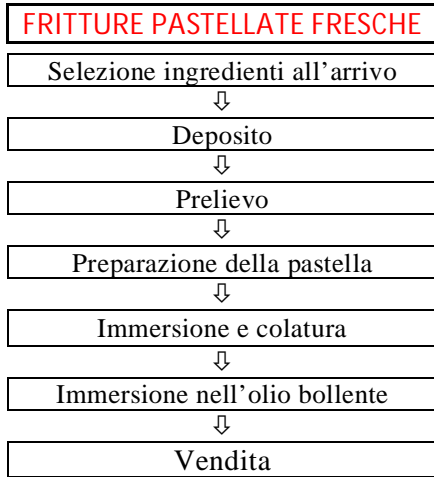 FRITTURE PASTELLATE FRESCHE
Selezione ingredienti all'arrivo
⇩
Deposito
⇩
Prelievo
⇩
Preparazione della pastella
⇩
Immersione e colatura
⇩
Immersione nell'olio bollente
⇩
Vendita